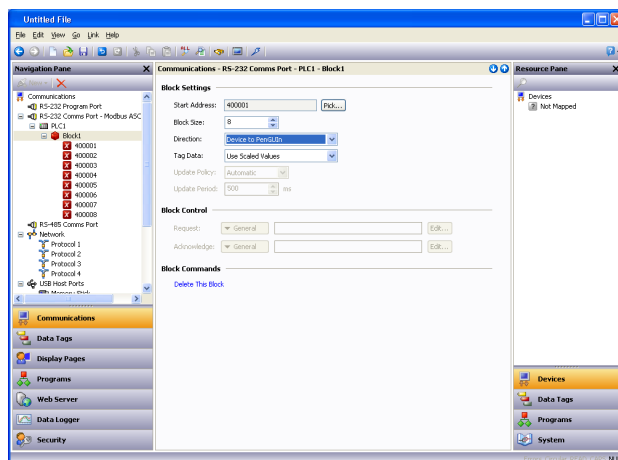 Untitled File
File Edit View Go Link Help
Navigation Pane
Communications - RS-232 Comms Port - PLC1 - Block1
Resource Pane
Communications
RS-232 Program Port
RS-232 Comms Port - Modbus ASC
PLC1
Block1
400001
400002
400003
400004
400005
400006
400007
400008
RS-485 Comms Port
Network
Protocol 1
Protocol 2
Protocol 3
Protocol 4
USB Host Ports
Memory Stick
Communications
Data Tags
Display Pages
Programs
Web Server
Data Logger
Security
Block Settings
Start Address: 400001 Pick...
Block Size: 8
Direction: Device to PenGUIn
Tag Data: Use Scaled Values
Update Policy: Automatic
Update Period: 500 ms
Block Control
Request: General Edit...
Acknowledge: General Edit...
Block Commands
Delete This Block
Devices
Not Mapped
Devices
Data Tags
Programs
System